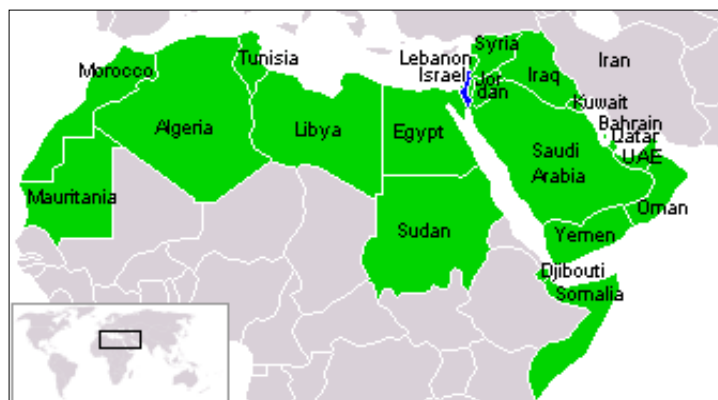 Morocco
Tunisia
Lebanon
Syria
Israel
Jor
dan
Iraq
Iran
Kuwait
Bahrain
Qatar
UAE
Algeria
Libya
Egypt
Saudi
Arabia
Mauritania
Sudan
Oman
Yemen
Djibouti
Somalia